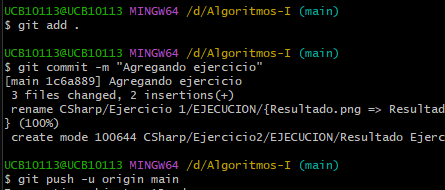 UCB10113@UCB10113 MINGW64 /d/Algoritmos-I (main)
$ git add .
UCB10113@UCB10113 MINGW64 /d/Algoritmos-I (main)
$ git commit -m "Agregando ejercicio"
[main 1c6a889] Agregando ejercicio
3 files changed, 2 insertions(+)
rename CSharp/Ejercicio 1/EJECUCION/{Resultado.png => Resultad
} (100%)
create mode 100644 CSharp/Ejercicio2/EJECUCION/Resultado Ejerc
UCB10113@UCB10113 MINGW64 /d/Algoritmos-I (main)
$ git push -u origin main